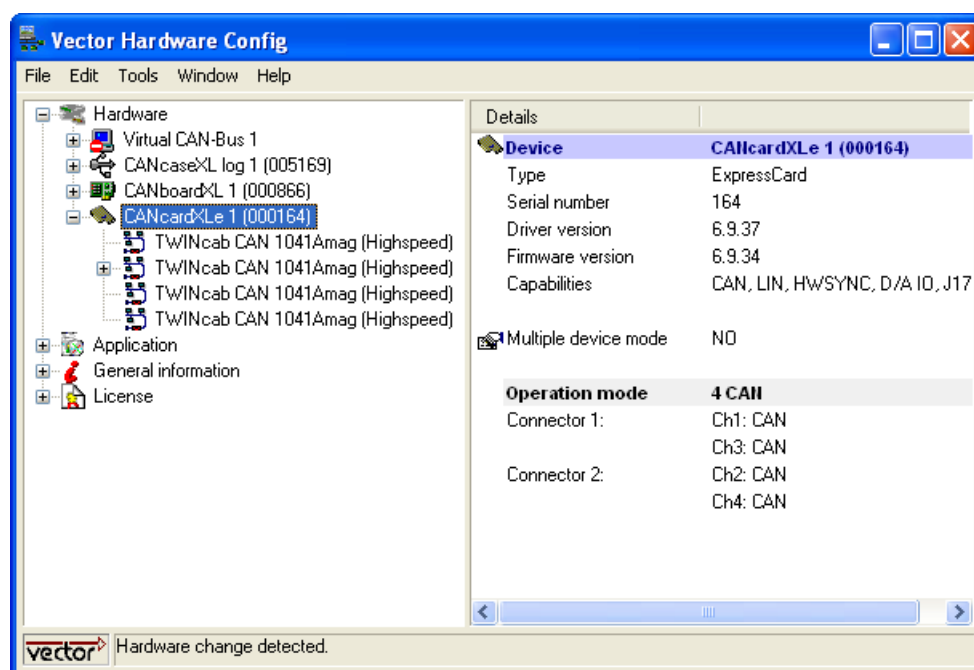 Vector Hardware Config
File Edit Tools Window Help
Hardware
Virtual CAN-Bus 1
CANcaseXL log 1 (005169)
CANboardXL 1 (000866)
CANcardXLe 1 (000164)
TWINcab CAN 1041Amag (Highspeed)
TWINcab CAN 1041Amag (Highspeed)
TWINcab CAN 1041Amag (Highspeed)
TWINcab CAN 1041Amag (Highspeed)
Application
General information
License
Details
Device CANcardXLe 1 (000164)
Type ExpressCard
Serial number 164
Driver version 6.9.37
Firmware version 6.9.34
Capabilities CAN, LIN, HWSYNC, D/A IO, J17
Multiple device mode NO
Operation mode 4 CAN
Connector 1: Ch1: CAN
Ch3: CAN
Connector 2: Ch2: CAN
Ch4: CAN
vector Hardware change detected.